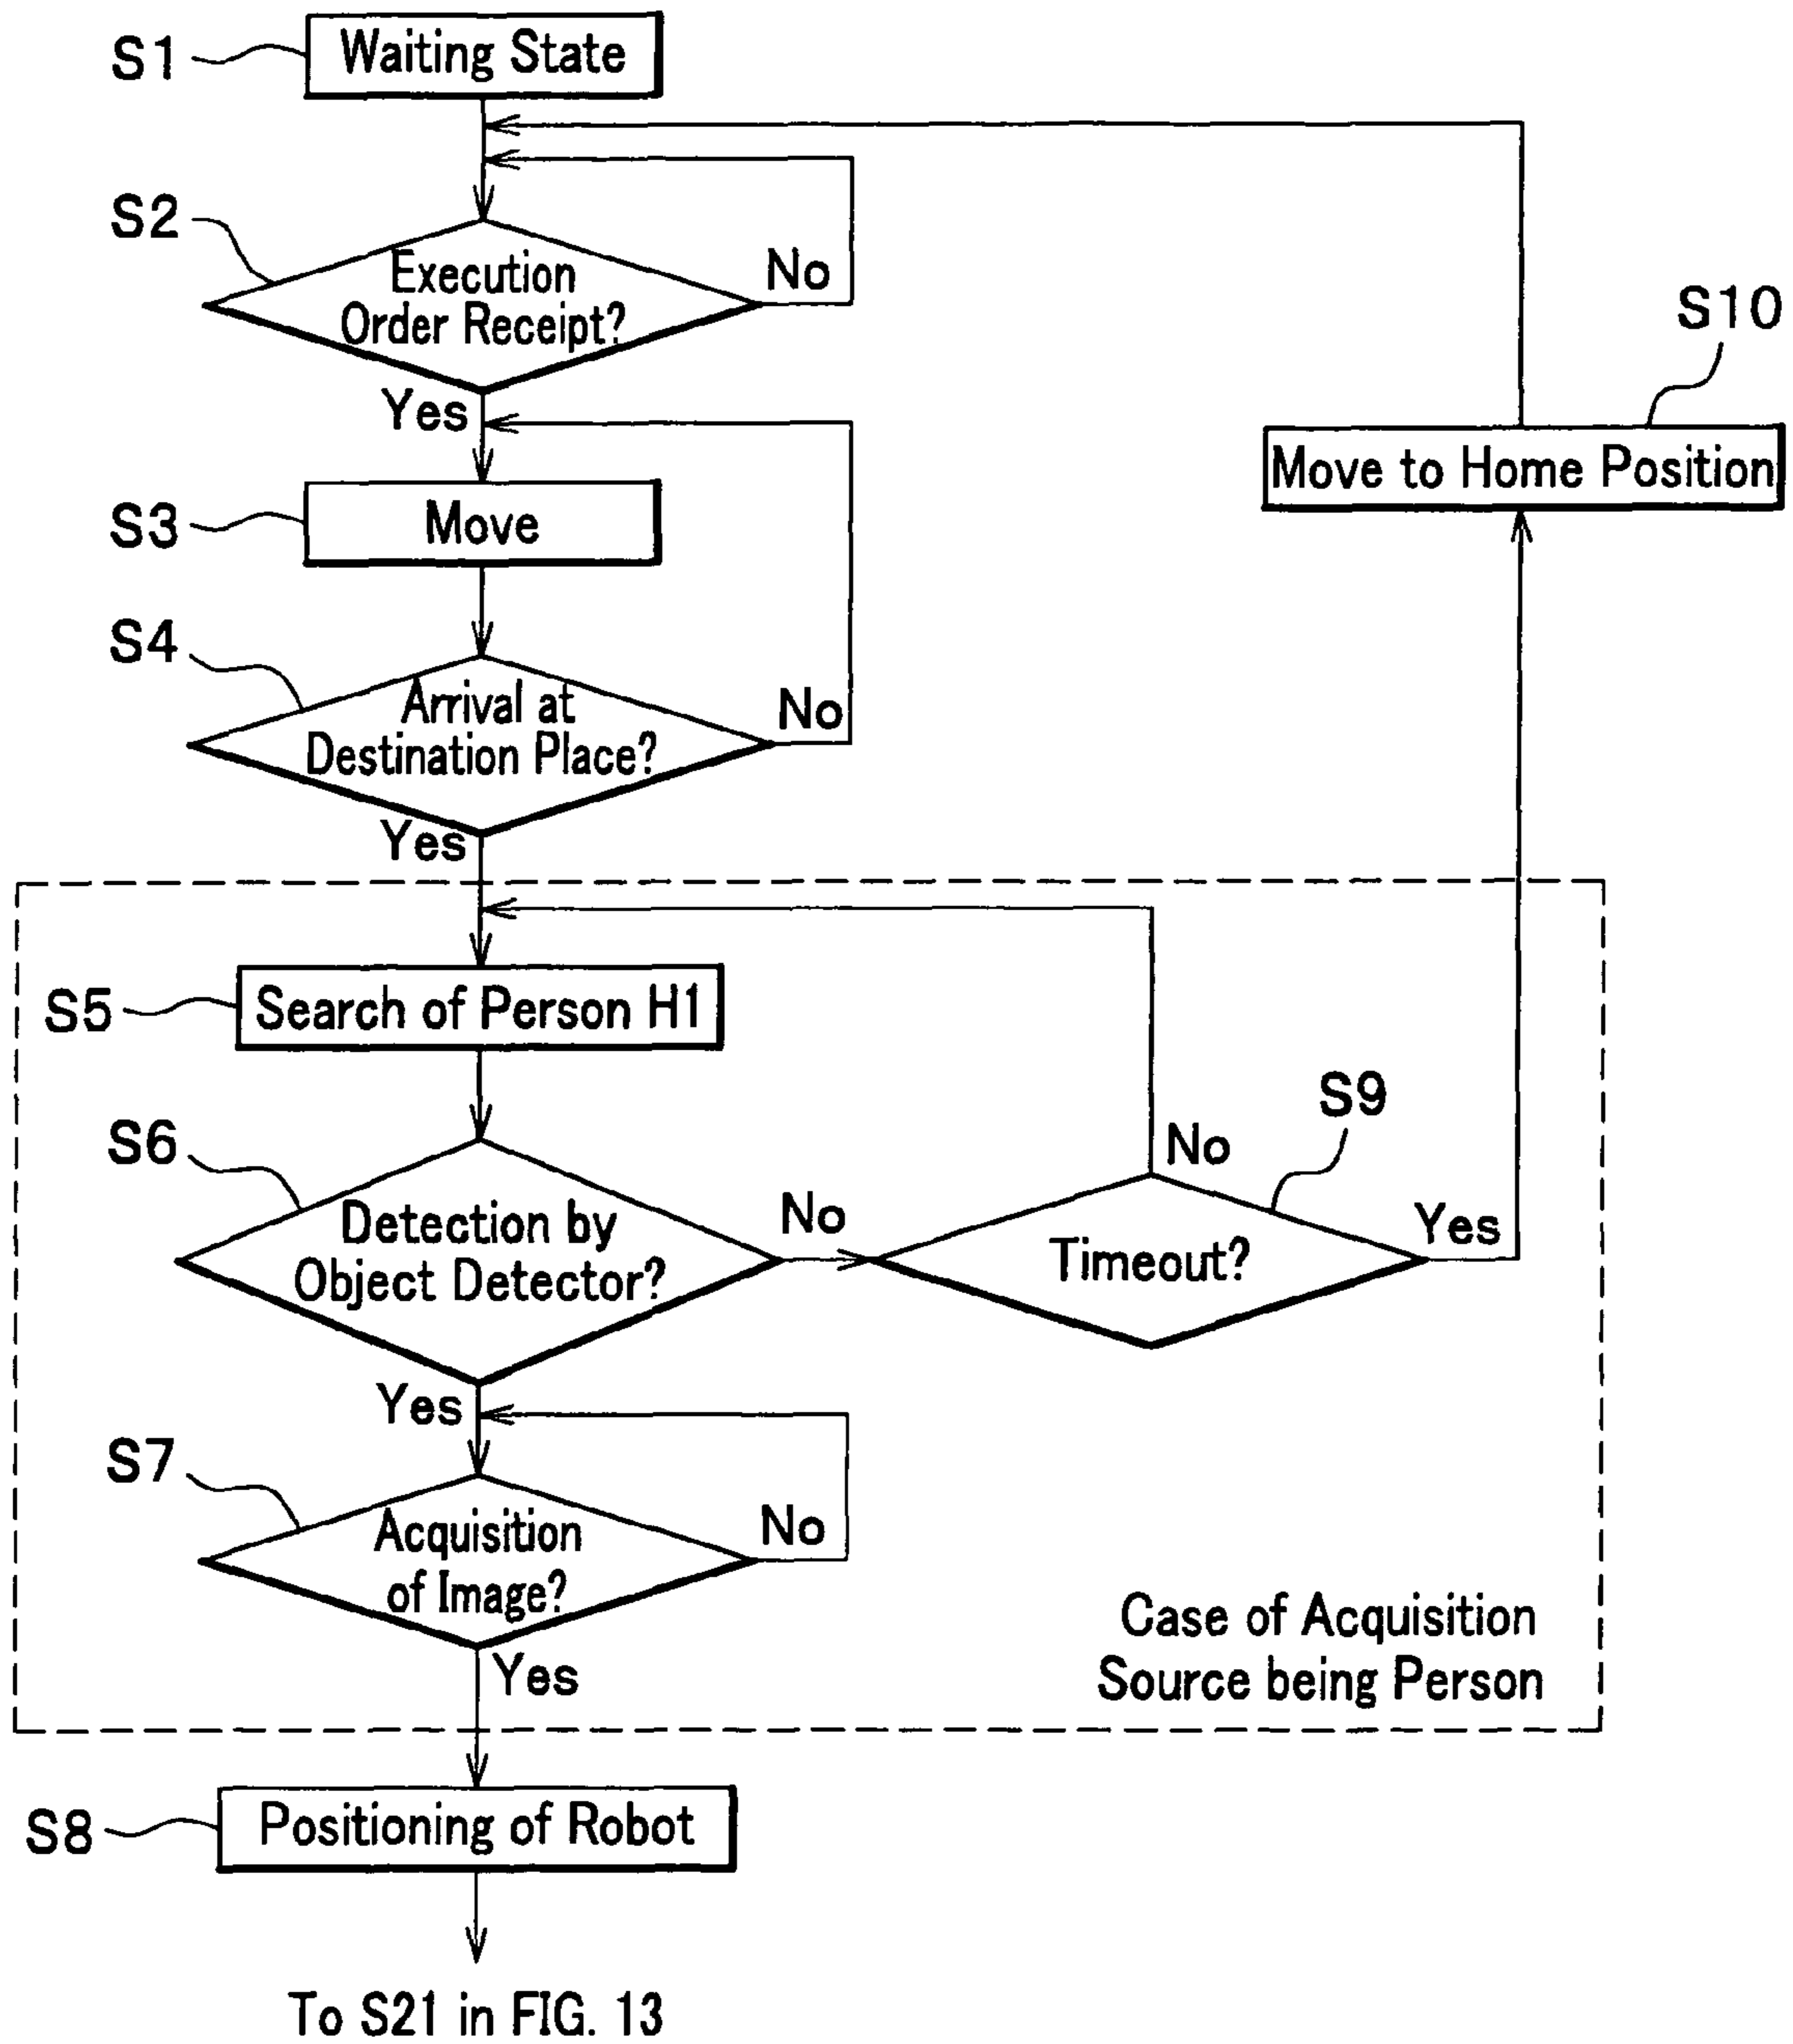 S1
Waiting State
S2
Execution
Order Receipt?
No
Yes
S10
Move to Home Position
S3
Move
S4
Arrival at
Destination Place?
No
Yes
S5
Search of Person H1
S6
Detection by
Object Detector?
No
S9
No
Timeout?
Yes
Yes
S7
Acquisition
of Image?
No
Yes
Case of Acquisition
Source being Person
S8
Positioning of Robot
To S21 in FIG. 13